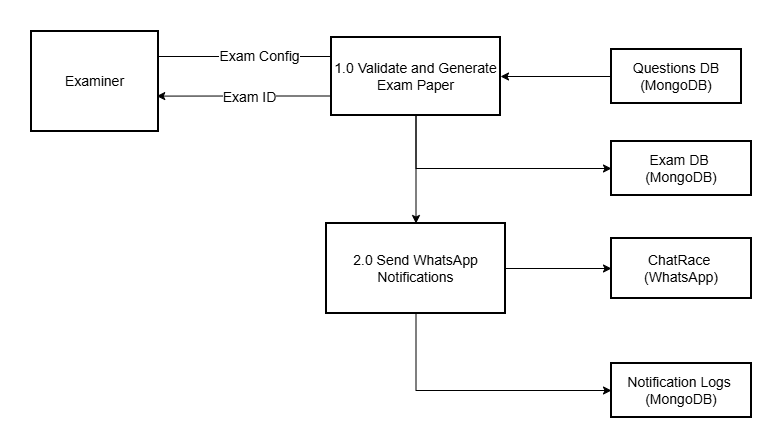 Examiner
Exam Config
Exam ID
1.0 Validate and Generate
Exam Paper
Questions DB
(MongoDB)
Exam DB
(MongoDB)
2.0 Send WhatsApp
Notifications
ChatRace
(WhatsApp)
Notification Logs
(MongoDB)